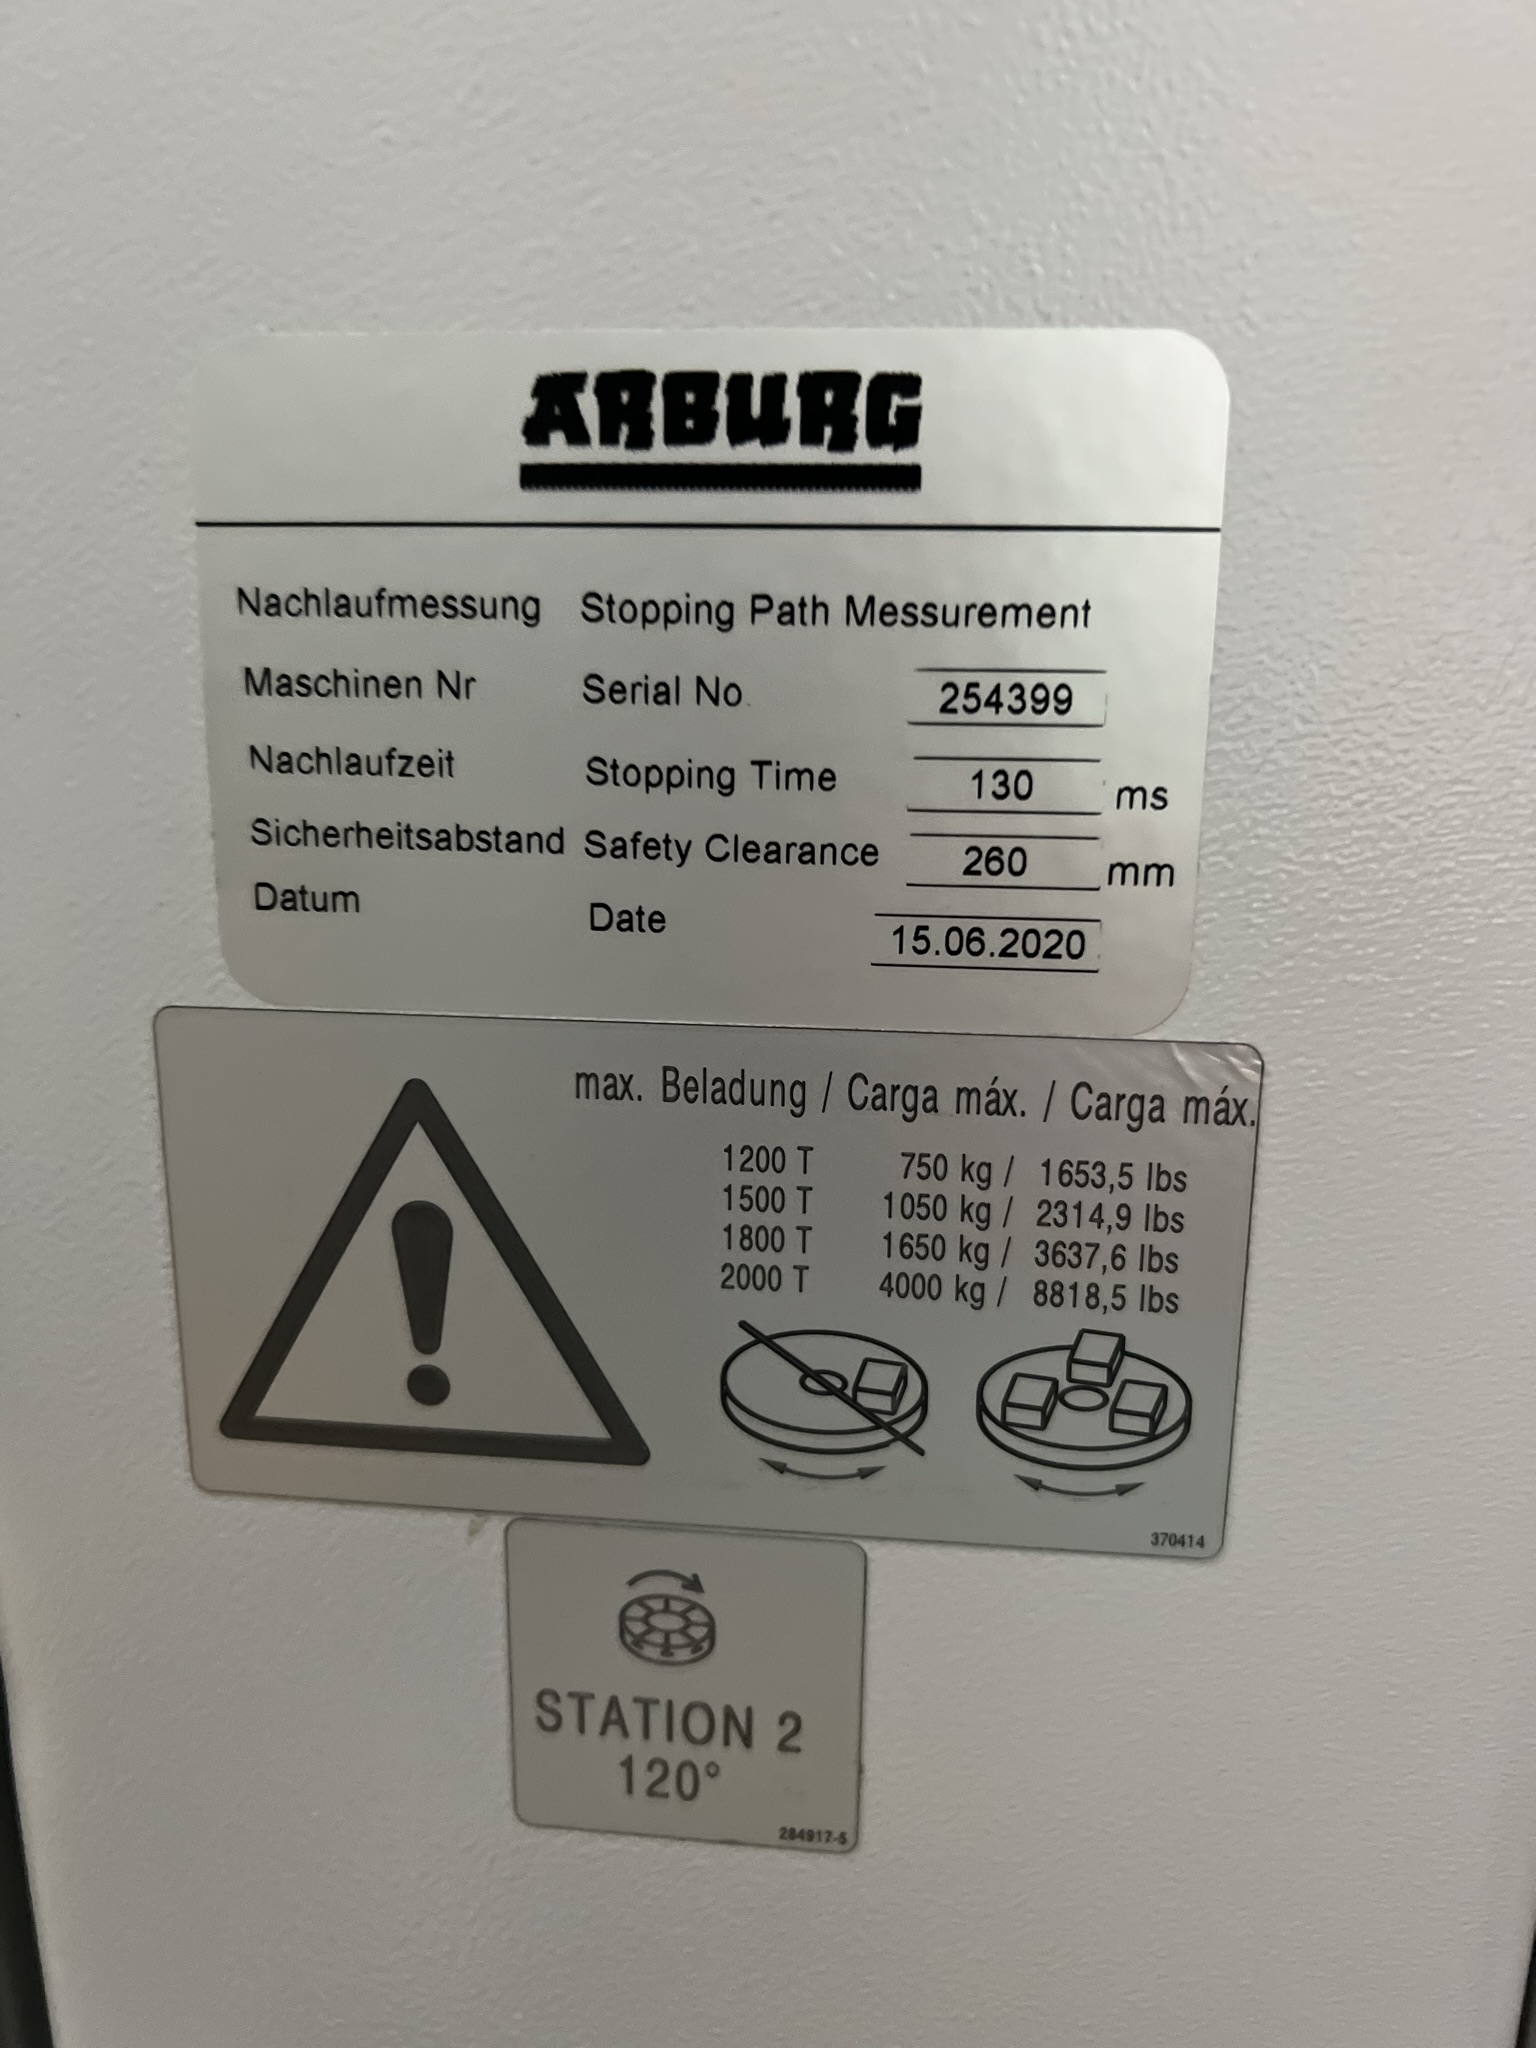 ARBURG
Nachlaufmessung Stopping Path Messurement
Maschinen Nr Serial No. 254399
Nachlaufzeit Stopping Time 130 ms
Sicherheitsabstand Safety Clearance 260 mm
Datum Date 15.06.2020
max. Beladung / Carga máx. / Carga máx.
1200 T 750 kg / 1653,5 lbs
1500 T 1050 kg / 2314,9 lbs
1800 T 1650 kg / 3637,6 lbs
2000 T 4000 kg / 8818,5 lbs
370414
STATION 2
120°
284917-5